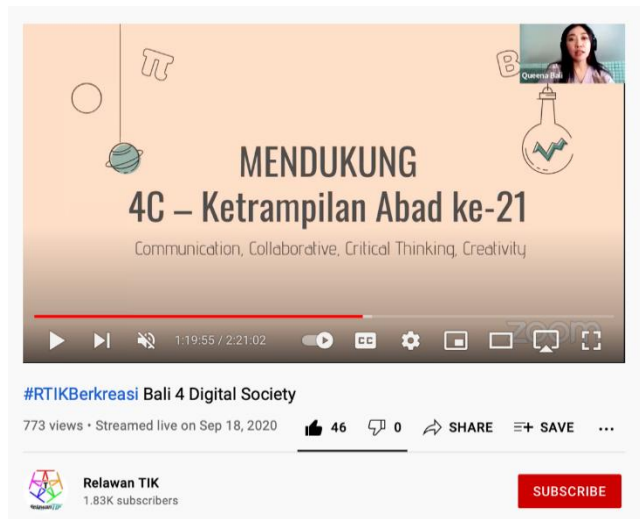 π
B
Queena Bali
MENDUKUNG
4C – Ketrampilan Abad ke-21
Communication, Collaborative, Critical Thinking, Creativity
zoom
1:19:55 / 2:21:02
CC
#RTIKBerkreasi Bali 4 Digital Society
773 views • Streamed live on Sep 18, 2020 46 0 SHARE SAVE ...
RelawanTIK
Relawan TIK
1.83K subscribers
SUBSCRIBE